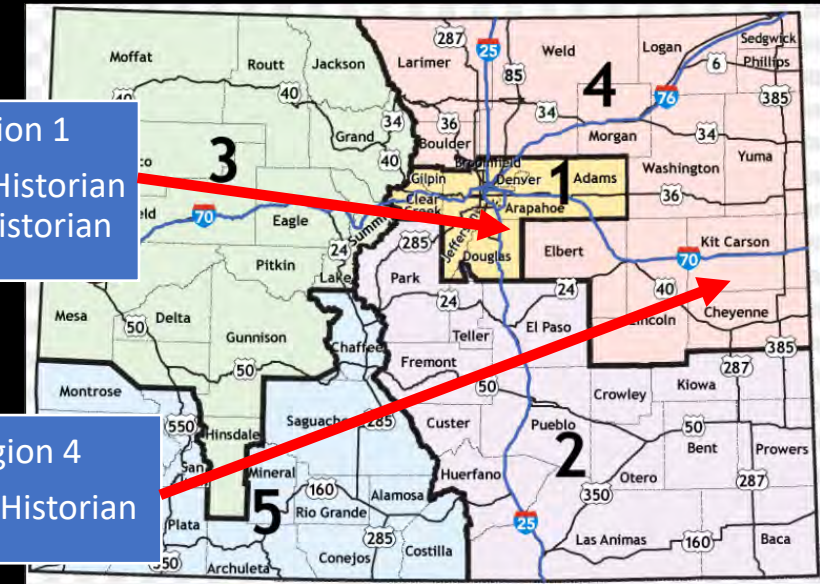 287
25
Weld
Logan
Sedgwick
Moffat
Routt
Jackson
Larimer
85
6
Phillips
4
76
385
40
40
34
34
ion 1
Historian
istorian
3
Grand
36
Boulder
Morgan
34
40
Broomfield
Washington
Yuma
Gilpin
Denver
1
Adams
36
Clear
Creek
Arapahoe
70
Eagle
Summit
Jefferson
285
24
Pitkin
Lake
Park
Douglas
Elbert
70
Kit Carson
40
Mesa
50
Delta
24
24
Lincoln
Cheyenne
Gunnison
Teller
El Paso
385
Chaffee
287
50
Fremont
Montrose
50
Crowley
Kiowa
550
Hinsdale
Saguache
285
Custer
Pueblo
50
Bent
Prowers
gion 4
Historian
San
Mineral
2
Huerfano
Otero
287
160
Alamosa
350
5
Rio Grande
Plata
25
285
Las Animas
160
Baca
550
Archuleta
Conejos
Costilla